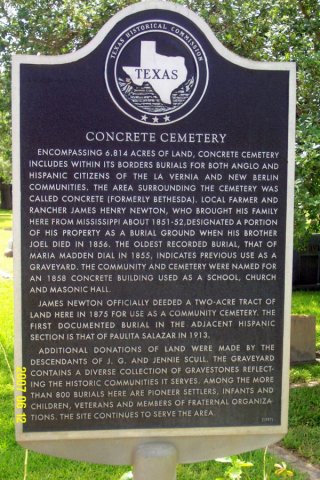 TEXAS HISTORICAL COMMISSION
TEXAS
CONCRETE CEMETERY
ENCOMPASSING 6.814 ACRES OF LAND, CONCRETE CEMETERY
INCLUDES WITHIN ITS BORDERS BURIALS FOR BOTH ANGLO AND
HISPANIC CITIZENS OF THE LA VERNIA AND NEW BERLIN
COMMUNITIES. THE AREA SURROUNDING THE CEMETERY WAS
CALLED CONCRETE (FORMERLY BETHESDA). LOCAL FARMER AND
RANCHER JAMES HENRY NEWTON, WHO BROUGHT HIS FAMILY
HERE FROM MISSISSIPPI ABOUT 1851-52, DESIGNATED A PORTION
OF HIS PROPERTY AS A BURIAL GROUND WHEN HIS BROTHER
JOEL DIED IN 1856. THE OLDEST RECORDED BURIAL, THAT OF
MARIA MADDEN DIAL IN 1855, INDICATES PREVIOUS USE AS A
GRAVEYARD. THE COMMUNITY AND CEMETERY WERE NAMED FOR
AN 1858 CONCRETE BUILDING USED AS A SCHOOL, CHURCH
AND MASONIC HALL.
JAMES NEWTON OFFICIALLY DEEDED A TWO-ACRE TRACT OF
LAND HERE IN 1875 FOR USE AS A COMMUNITY CEMETERY. THE
FIRST DOCUMENTED BURIAL IN THE ADJACENT HISPANIC
SECTION IS THAT OF PAULITA SALAZAR IN 1913.
ADDITIONAL DONATIONS OF LAND WERE MADE BY THE
DESCENDANTS OF J. G. AND JENNIE SCULL. THE GRAVEYARD
CONTAINS A DIVERSE COLLECTION OF GRAVESTONES REFLECT-
ING THE HISTORIC COMMUNITIES IT SERVES. AMONG THE MORE
THAN 800 BURIALS HERE ARE PIONEER SETTLERS, INFANTS AND
CHILDREN, VETERANS AND MEMBERS OF FRATERNAL ORGANIZA-
TIONS. THE SITE CONTINUES TO SERVE THE AREA.
2007 06 12